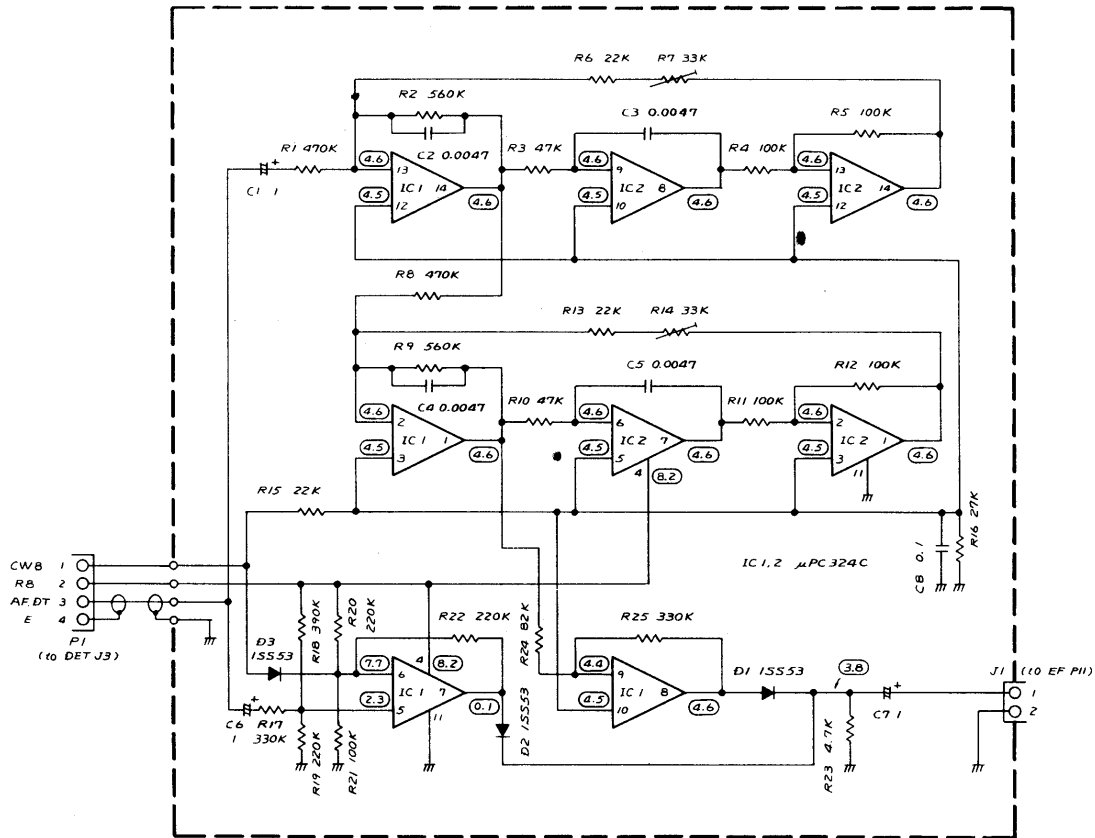 R6 22K R7 33K
R2 560K
C3 0.0047
R5 100K
R1 470K
C2 0.0047
R3 47K
R4 100K
C1 1
4.6
13
IC1
14
4.5
12
4.6
4.6
9
IC2
8
4.5
10
4.6
4.6
13
IC2
14
4.5
12
4.6
R8 470K
R13 22K R14 33K
R9 560K
C5 0.0047
R12 100K
C4 0.0047
R10 47K
R11 100K
4.6
2
IC1
1
4.5
3
4.6
4.6
6
IC2
7
4.5
5
4.6
4
8.2
4.6
2
IC2
1
4.5
3
4.6
11
R15 22K
R16 27K
C8 0.1
IC1,2 μPC324C
CW8 1
R8 2
AF.DT 3
E 4
P1
(to DET J3)
R18 390K
R20
220K
R22 220K
R24 82K
R25 330K
D3
1SS53
7.7
6
4
8.2
IC1
7
2.3
5
11
0.1
D2 1SS53
4.4
9
IC1
8
10
4.6
D1 1SS53
3.8
J1 (to EF P11)
1
2
C7 1
R23 4.7K
C6
1
R17
330K
R19 220K
R21 100K